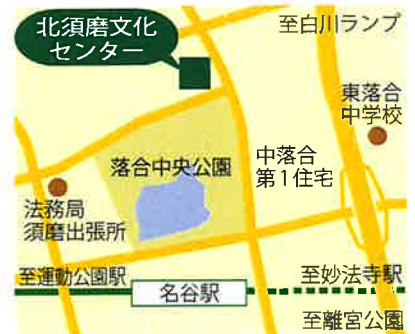 北須磨文化
センター
至白川ランプ
東落合
中学校
落合中央公園
中落合
第1住宅
法務局
須磨出張所
至運動公園駅
名谷駅
至妙法寺駅
至離宮公園